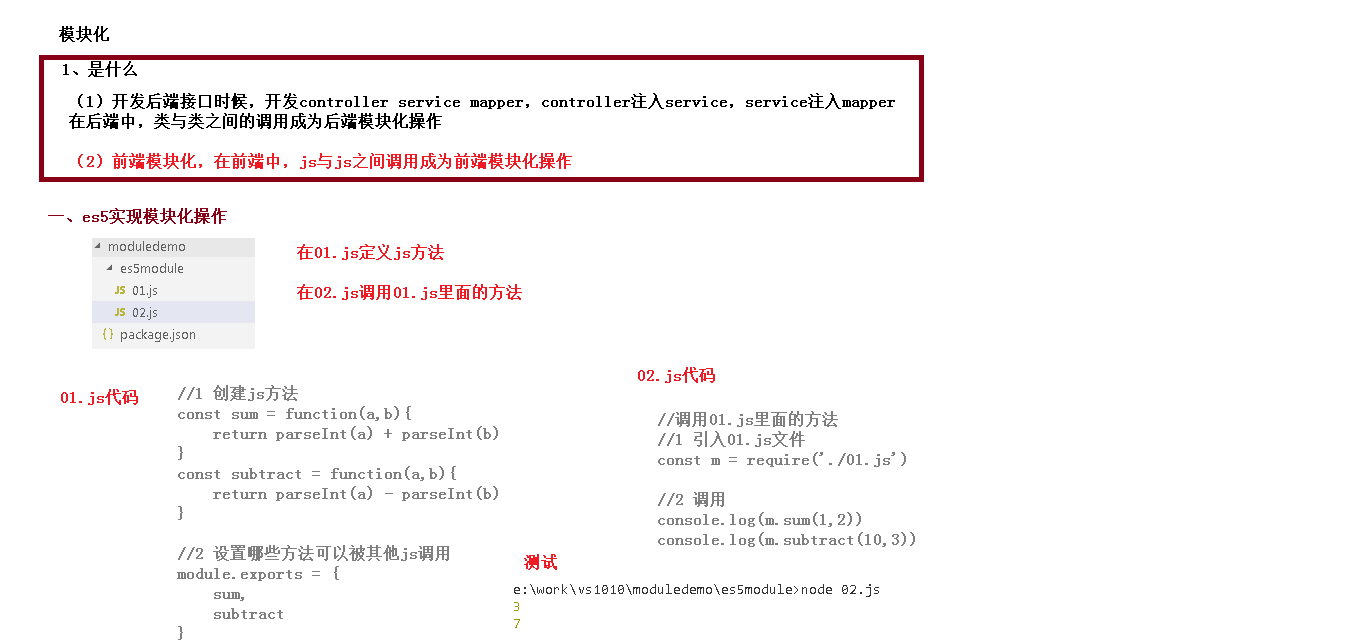 模块化
1、是什么
（1）开发后端接口时候，开发controller service mapper，controller注入service，service注入mapper
在后端中，类与类之间的调用成为后端模块化操作
（2）前端模块化，在前端中，js与js之间调用成为前端模块化操作
一、es5实现模块化操作
moduledemo
es5module
JS 01.js
JS 02.js
{} package.json
在01.js定义js方法
在02.js调用01.js里面的方法
01.js代码
//1 创建js方法
const sum = function(a,b){
    return parseInt(a) + parseInt(b)
}
const subtract = function(a,b){
    return parseInt(a) - parseInt(b)
}
//2 设置哪些方法可以被其他js调用
module.exports = {
    sum,
    subtract
}
02.js代码
//调用01.js里面的方法
//1 引入01.js文件
const m = require('./01.js')
//2 调用
console.log(m.sum(1,2))
console.log(m.subtract(10,3))
测试
e:\work\vs1010\moduledemo\es5module>node 02.js
3
7